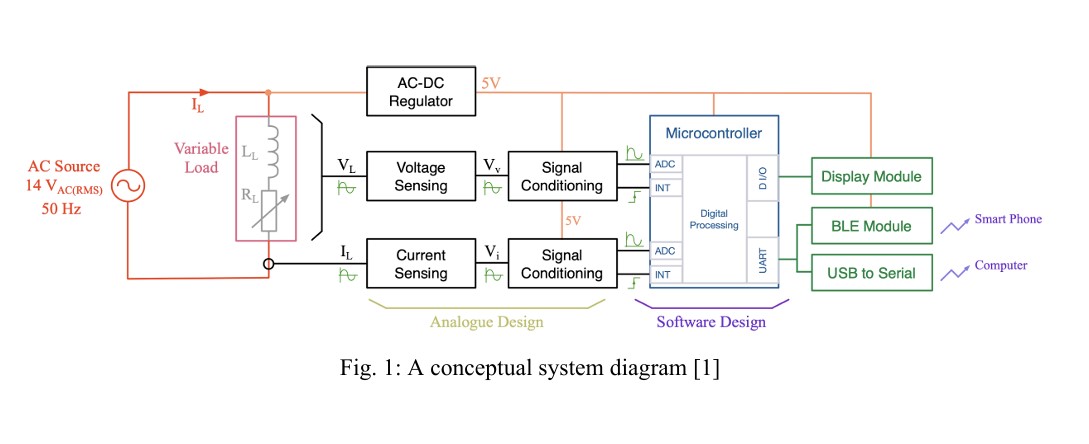 AC-DC
Regulator
5V
I_L
Variable
Load
L_L
R_L
AC Source
14 V_AC(RMS)
50 Hz
V_L
Voltage
Sensing
V_v
Signal
Conditioning
5V
I_L
Current
Sensing
V_i
Signal
Conditioning
Microcontroller
ADC
INT
ADC
INT
Digital
Processing
D I/O
UART
Display Module
BLE Module
USB to Serial
Smart Phone
Computer
Analogue Design
Software Design
Fig. 1: A conceptual system diagram [1]